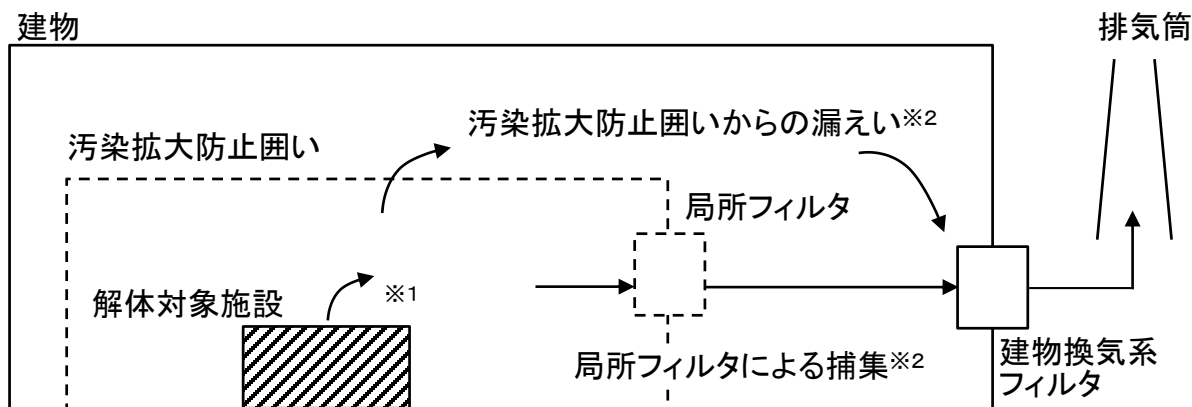 建物
排気筒
汚染拡大防止囲いからの漏えい※2
汚染拡大防止囲い
局所フィルタ
解体対象施設
※1
局所フィルタによる捕集※2
建物換気系
フィルタ